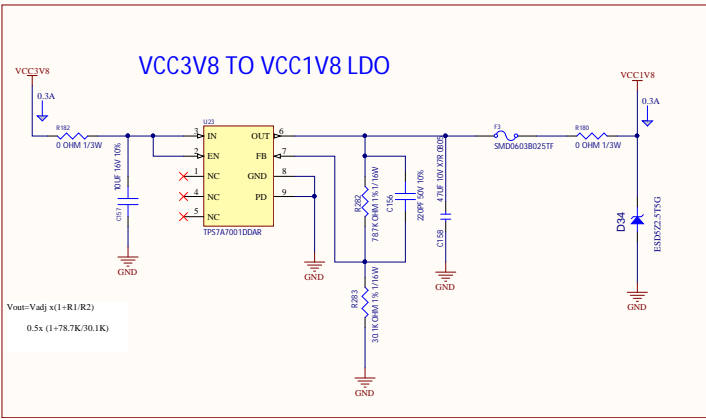 VCC3V8 TO VCC1V8 LDO
VCC3V8
0.3A
R182
0 OHM 1/3W
10UF 16V 10%
C157
GND
U23
3 IN
2 EN
1 NC
4 NC
5 NC
OUT 6
FB 7
GND 8
PD 9
TPS7A7001DDAR
GND
R282
78.7K OHM 1% 1/16W
C156
220PF 50V 10%
R283
30.1K OHM 1% 1/16W
GND
47UF 10V X7R 0805
C158
GND
F3
SMD0603B025TF
R180
0 OHM 1/3W
VCC1V8
0.3A
D34
ESD5Z2.5T5G
GND
Vout=Vadj x(1+R1/R2)
0.5x (1+78.7K/30.1K)